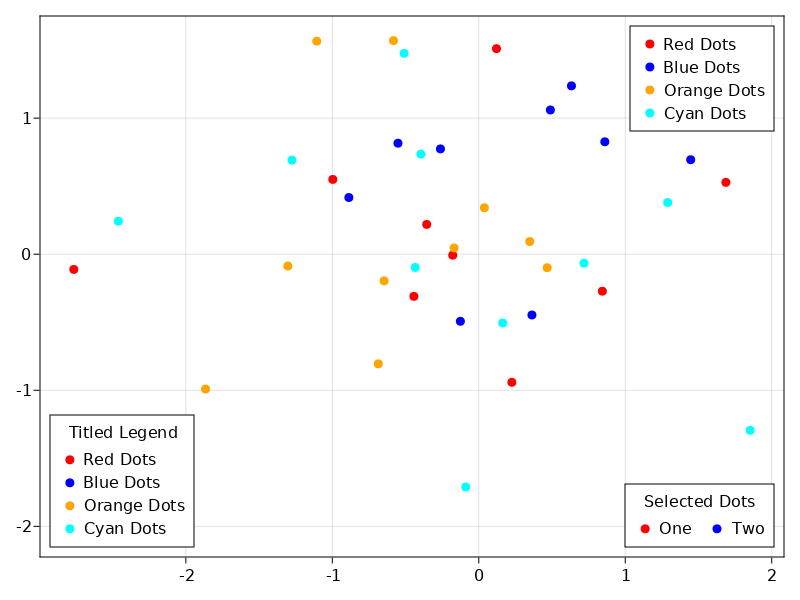 Red Dots
Blue Dots
Orange Dots
Cyan Dots
1
0
-1
-2
Titled Legend
Red Dots
Blue Dots
Orange Dots
Cyan Dots
Selected Dots
One Two
-2 -1 0 1 2